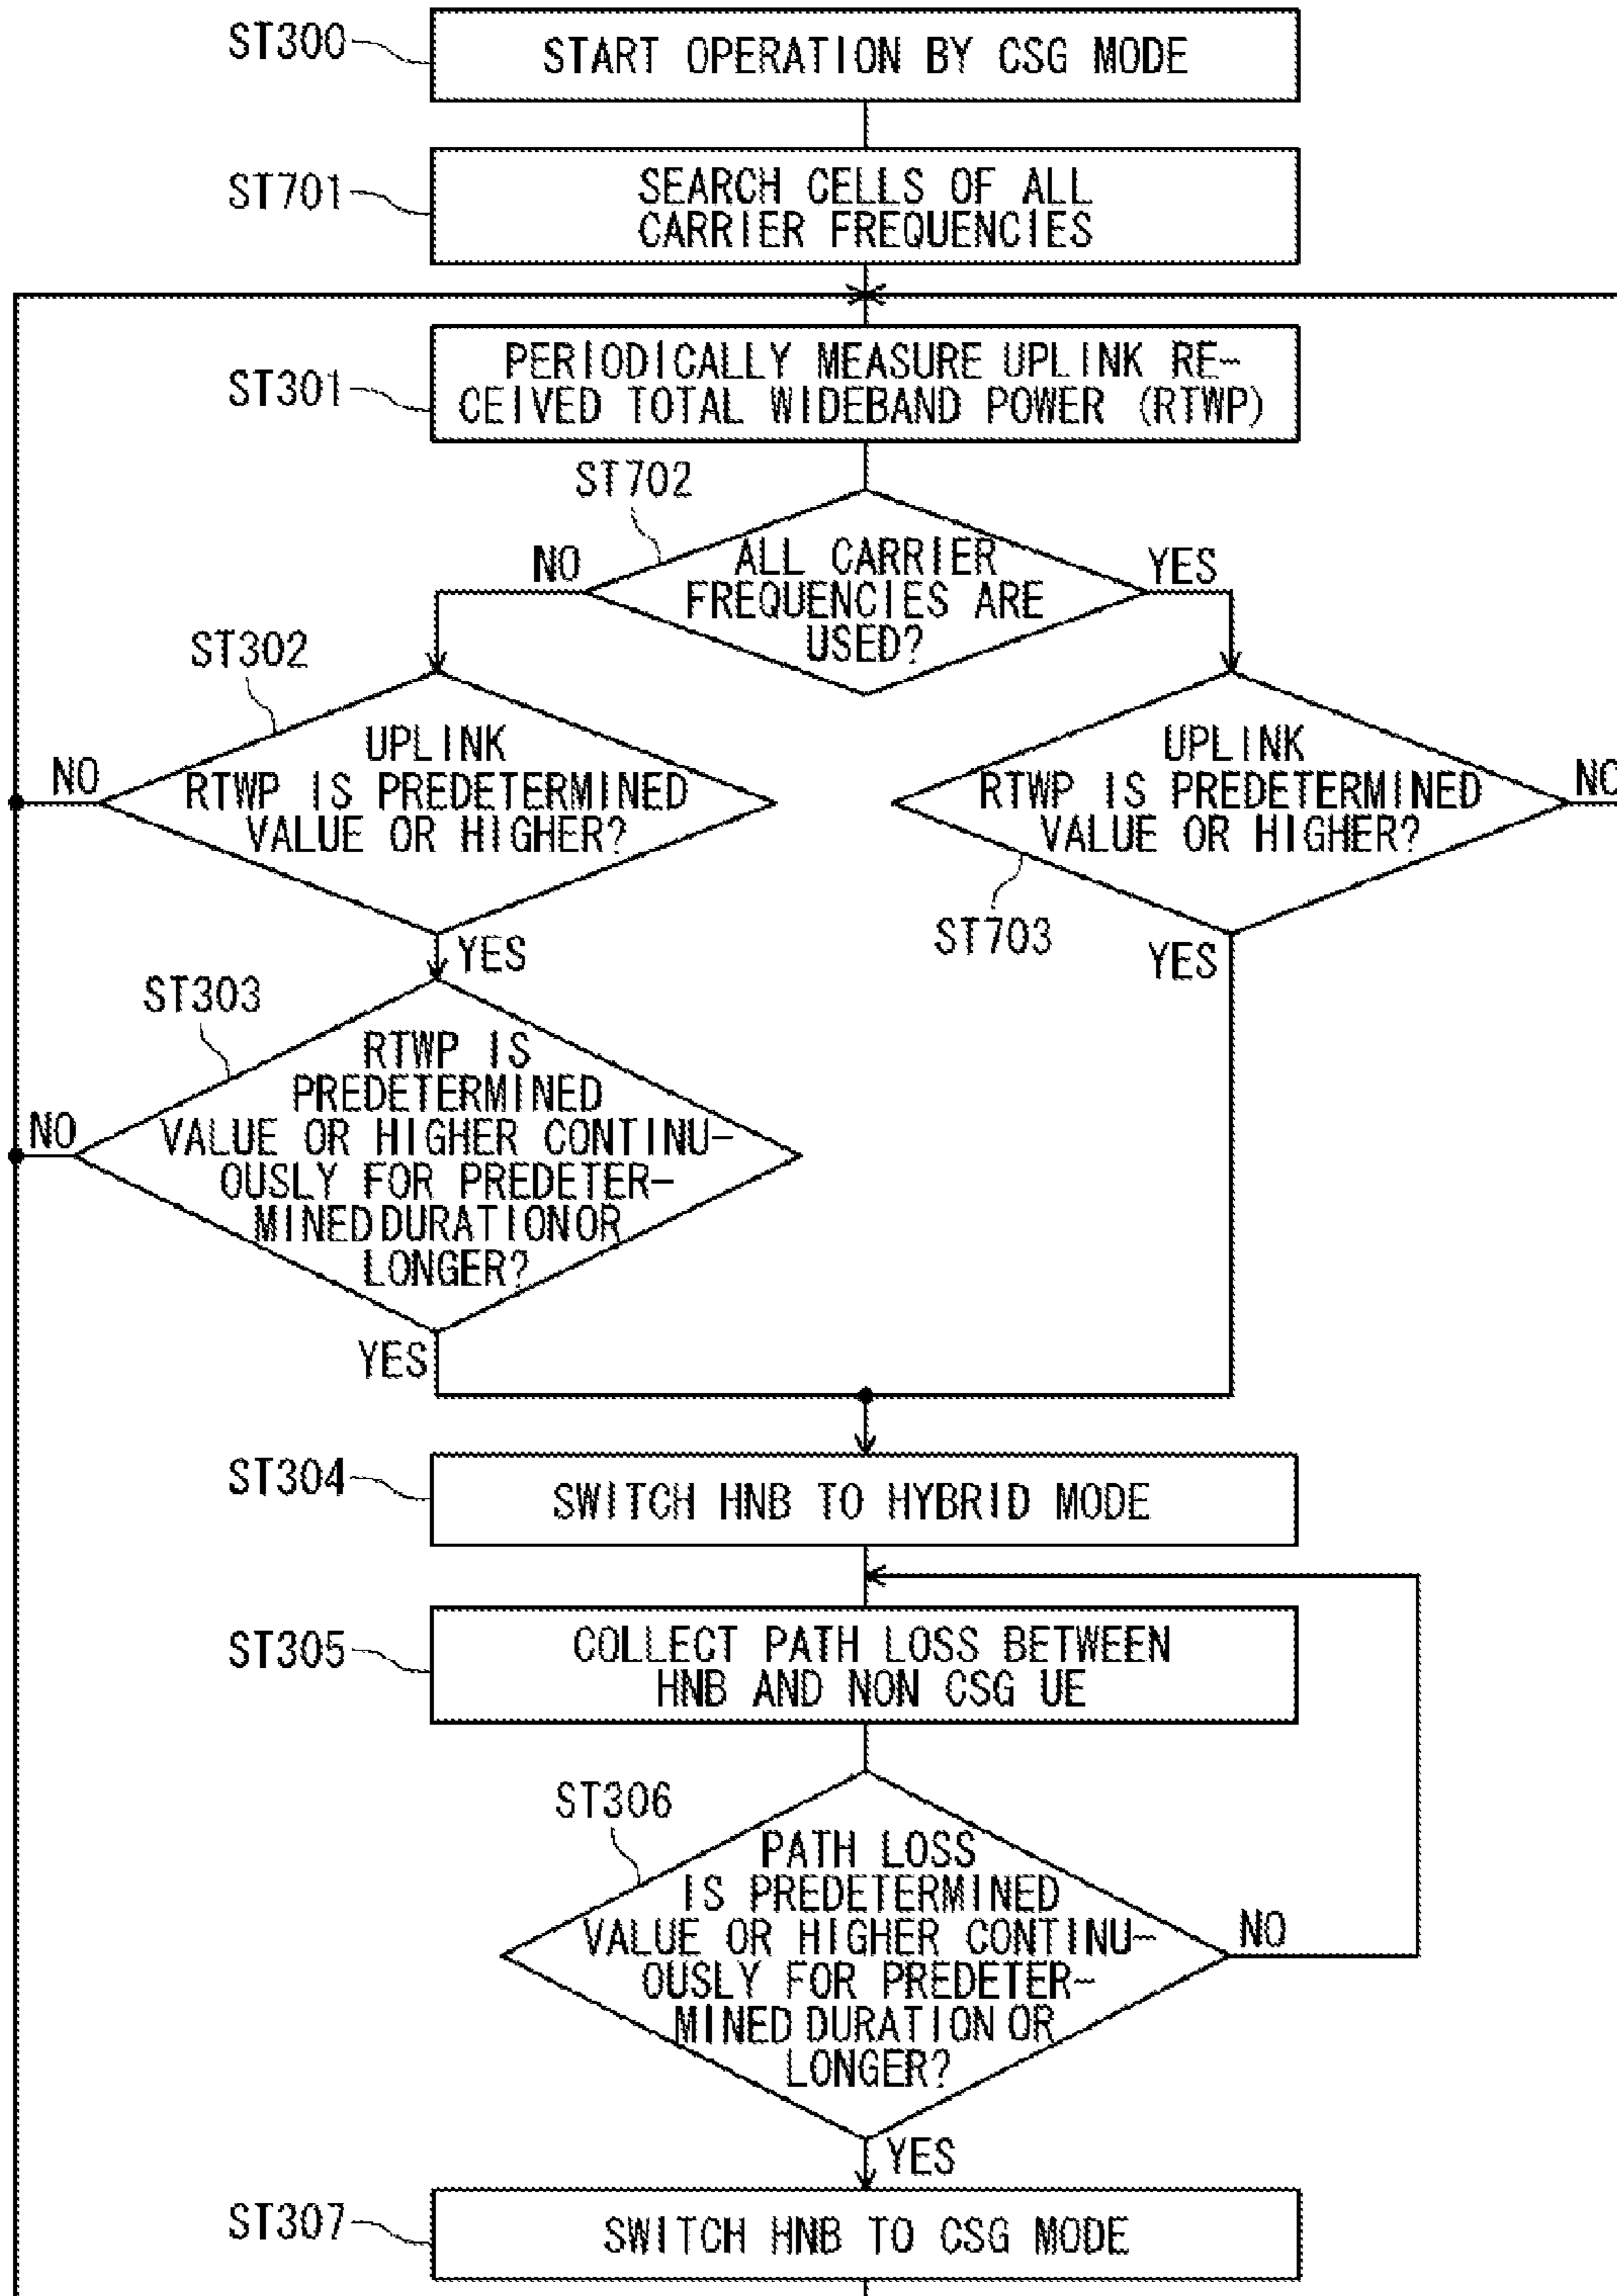 ST300
START OPERATION BY CSG MODE
ST701
SEARCH CELLS OF ALL
CARRIER FREQUENCIES
ST301
PERIODICALLY MEASURE UPLINK RE-
CEIVED TOTAL WIDEBAND POWER (RTWP)
ST702
ALL CARRIER
FREQUENCIES ARE
USED?
NO
YES
ST302
UPLINK
RTWP IS PREDETERMINED
VALUE OR HIGHER?
NO
YES
UPLINK
RTWP IS PREDETERMINED
VALUE OR HIGHER?
NO
ST703
YES
ST303
RTWP IS
PREDETERMINED
VALUE OR HIGHER CONTINU-
OUSLY FOR PREDETER-
MINED DURATION OR
LONGER?
NO
YES
ST304
SWITCH HNB TO HYBRID MODE
ST305
COLLECT PATH LOSS BETWEEN
HNB AND NON CSG UE
ST306
PATH LOSS
IS PREDETERMINED
VALUE OR HIGHER CONTINU-
OUSLY FOR PREDETER-
MINED DURATION OR
LONGER?
NO
YES
ST307
SWITCH HNB TO CSG MODE